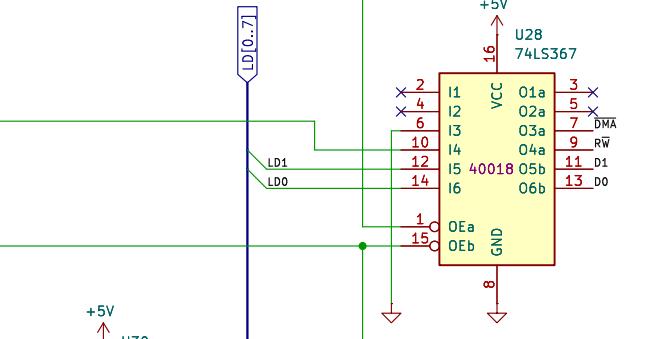 +5V
LD[0..7]
U28
74LS367
16
VCC
2 I1 O1a 3
4 I2 O2a 5
6 I3 O3a 7 DMA
10 I4 O4a 9 RW
12 I5 40018 O5b 11 D1
14 I6 O6b 13 D0
LD1
LD0
1 OEa
15 OEb
GND
8
+5V